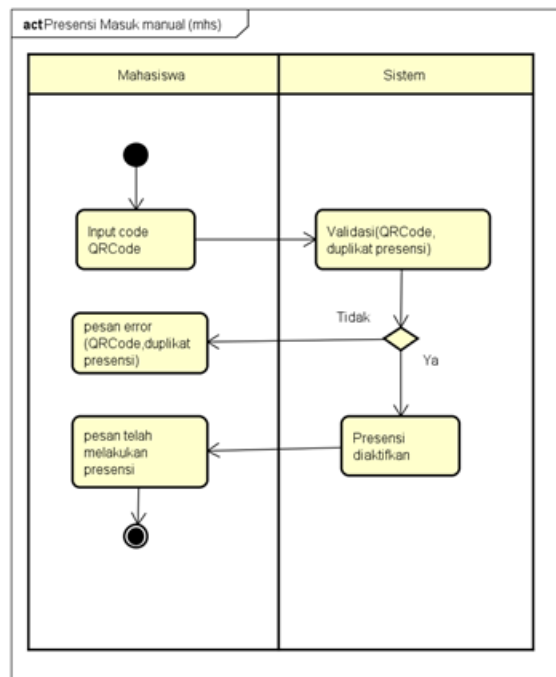 act Presensi Masuk manual (mhs)
Mahasiswa
Sistem
Input code
QRCode
Validasi(QRCode,
duplikat presensi)
Tidak
pesan error
(QRCode,duplikat
presensi)
Ya
pesan telah
melakukan
presensi
Presensi
diaktifkan